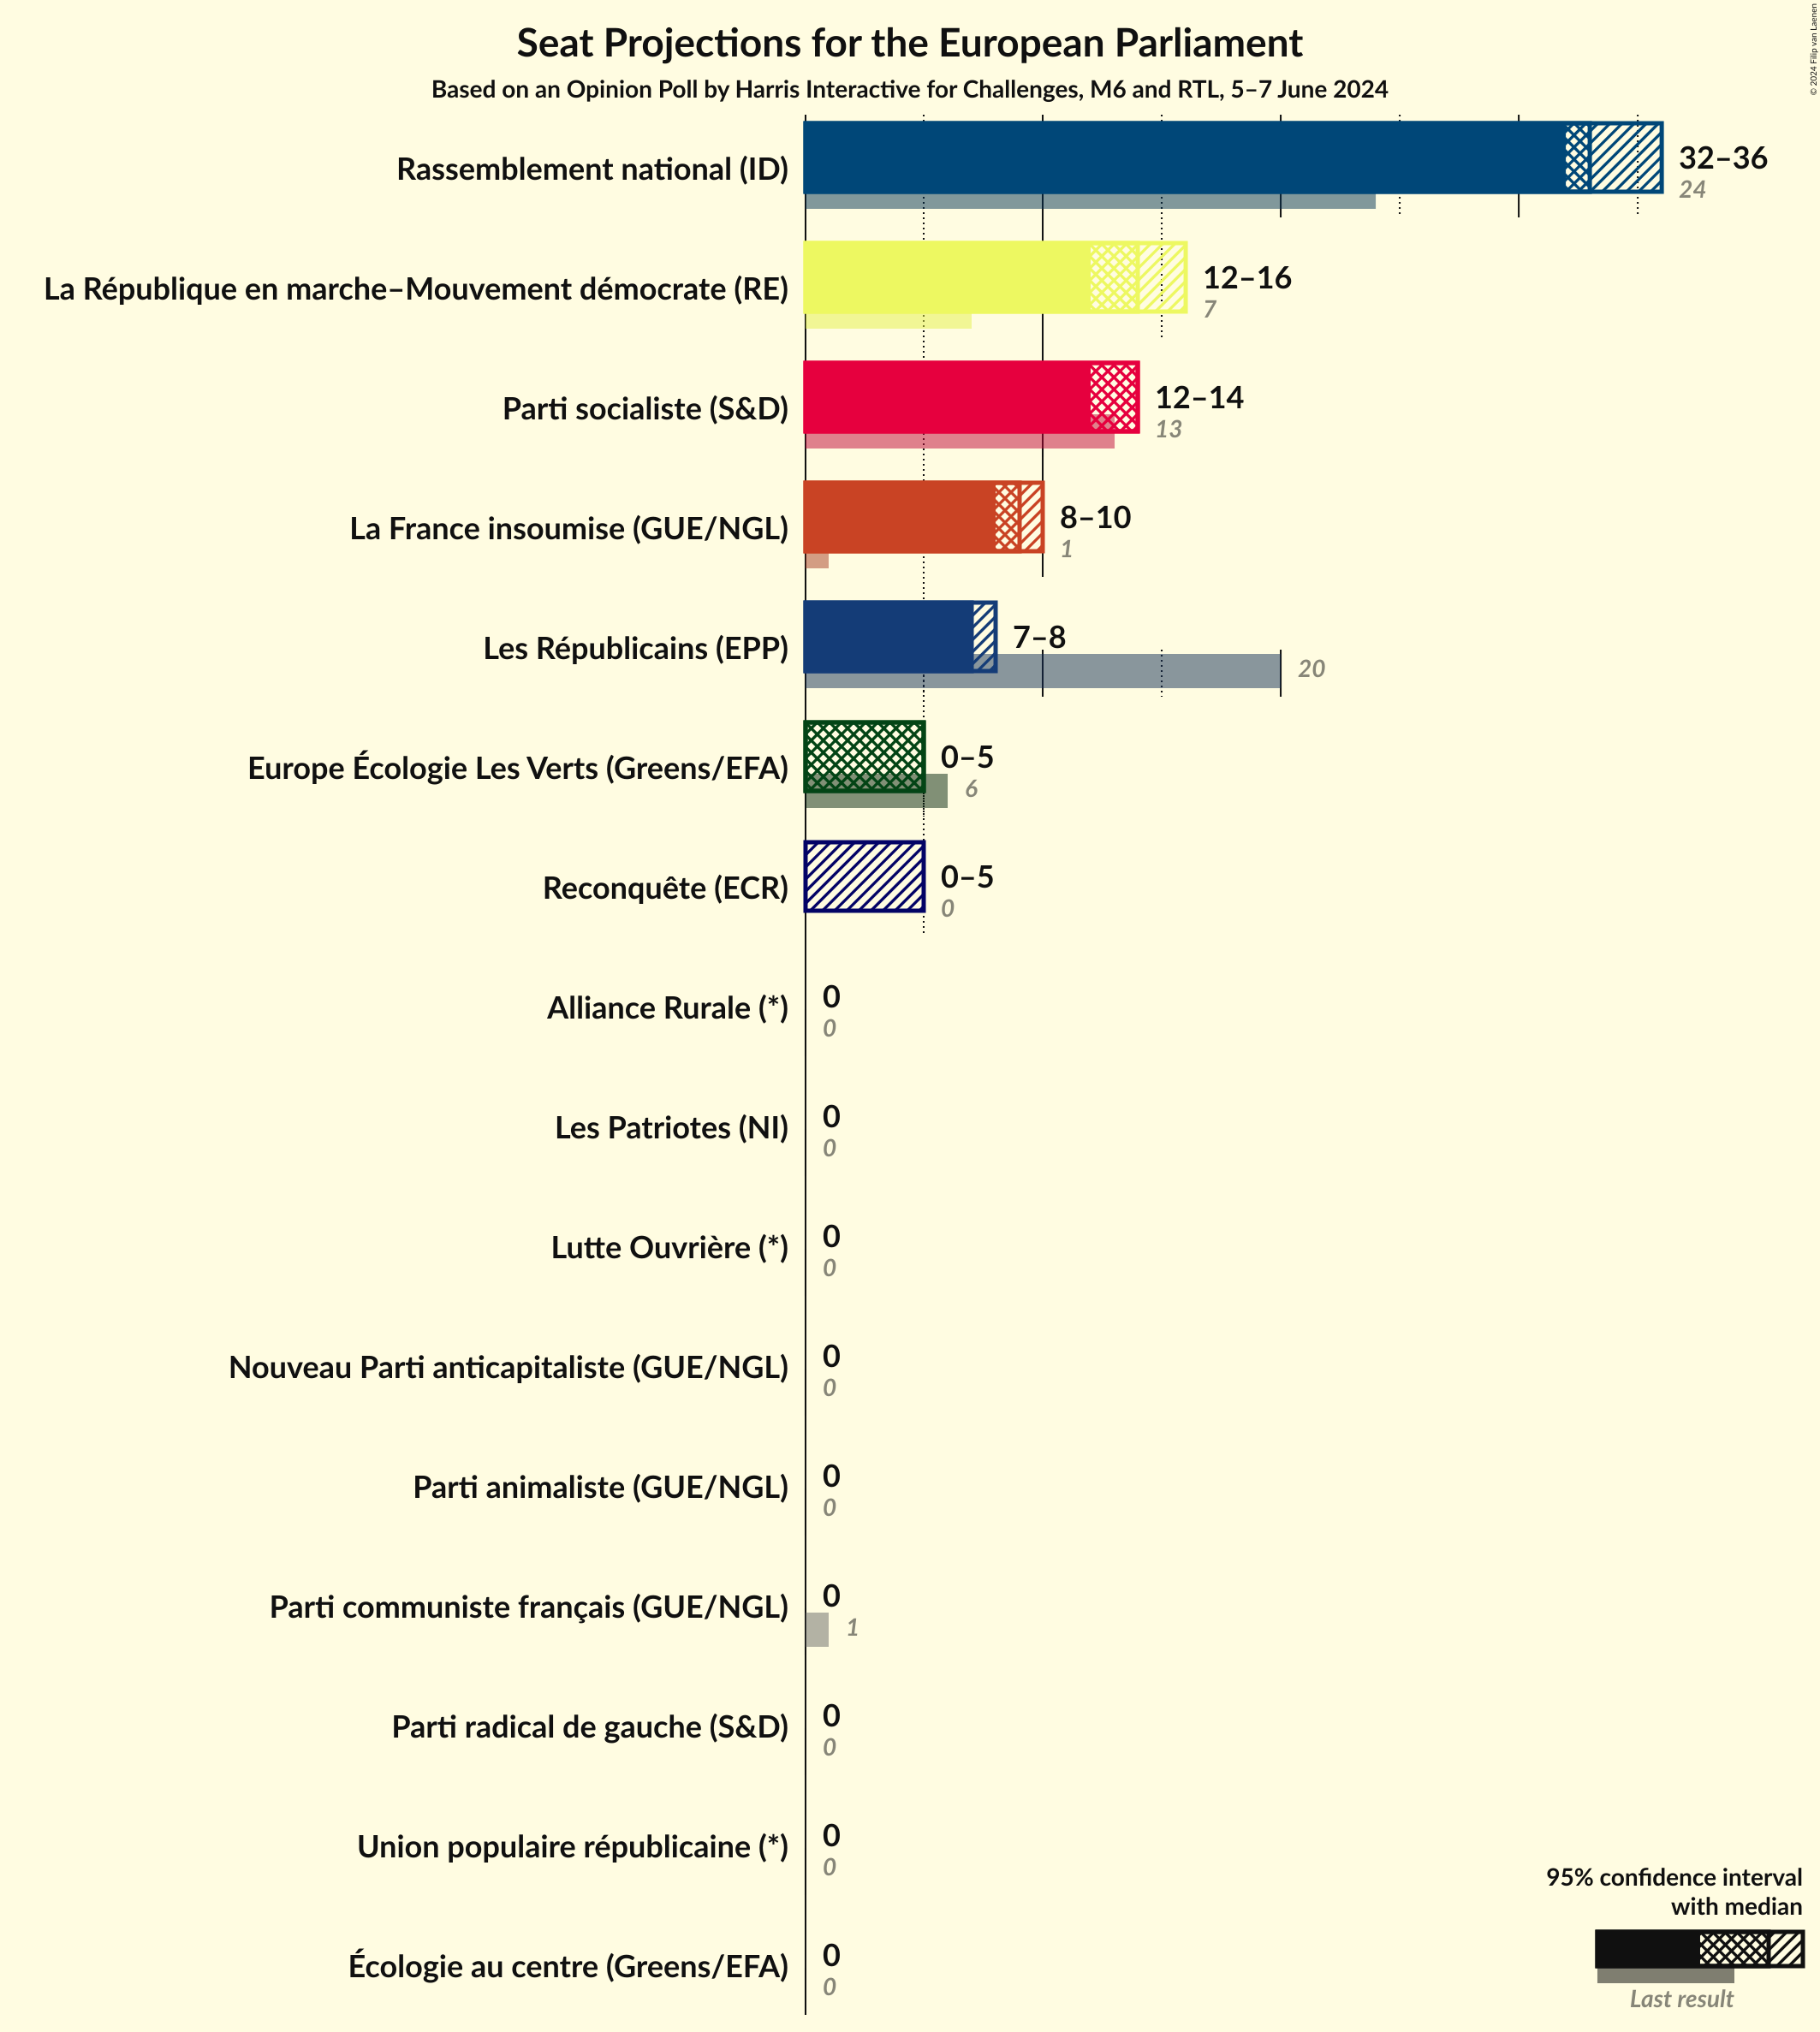 Seat Projections for the European Parliament
Based on an Opinion Poll by Harris Interactive for Challenges, M6 and RTL, 5–7 June 2024
© 2024 Filip van Laenen
Rassemblement national (ID)
32–36
24
La République en marche–Mouvement démocrate (RE)
12–16
7
Parti socialiste (S&D)
12–14
13
La France insoumise (GUE/NGL)
8–10
1
Les Républicains (EPP)
7–8
20
Europe Écologie Les Verts (Greens/EFA)
0–5
6
Reconquête (ECR)
0–5
0
Alliance Rurale (*)
0
0
Les Patriotes (NI)
0
0
Lutte Ouvrière (*)
0
0
Nouveau Parti anticapitaliste (GUE/NGL)
0
0
Parti animaliste (GUE/NGL)
0
0
Parti communiste français (GUE/NGL)
0
1
Parti radical de gauche (S&D)
0
0
Union populaire républicaine (*)
0
0
Écologie au centre (Greens/EFA)
0
0
95% confidence interval
with median
Last result